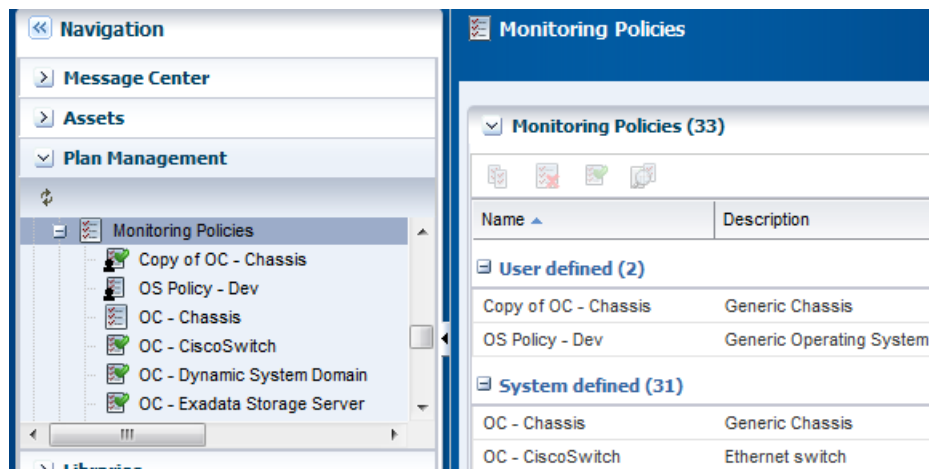 Navigation
Message Center
Assets
Plan Management
Monitoring Policies
Copy of OC - Chassis
OS Policy - Dev
OC - Chassis
OC - CiscoSwitch
OC - Dynamic System Domain
OC - Exadata Storage Server
Libraries
Monitoring Policies
Monitoring Policies (33)
Name Description
User defined (2)
Copy of OC - Chassis Generic Chassis
OS Policy - Dev Generic Operating System
System defined (31)
OC - Chassis Generic Chassis
OC - CiscoSwitch Ethernet switch